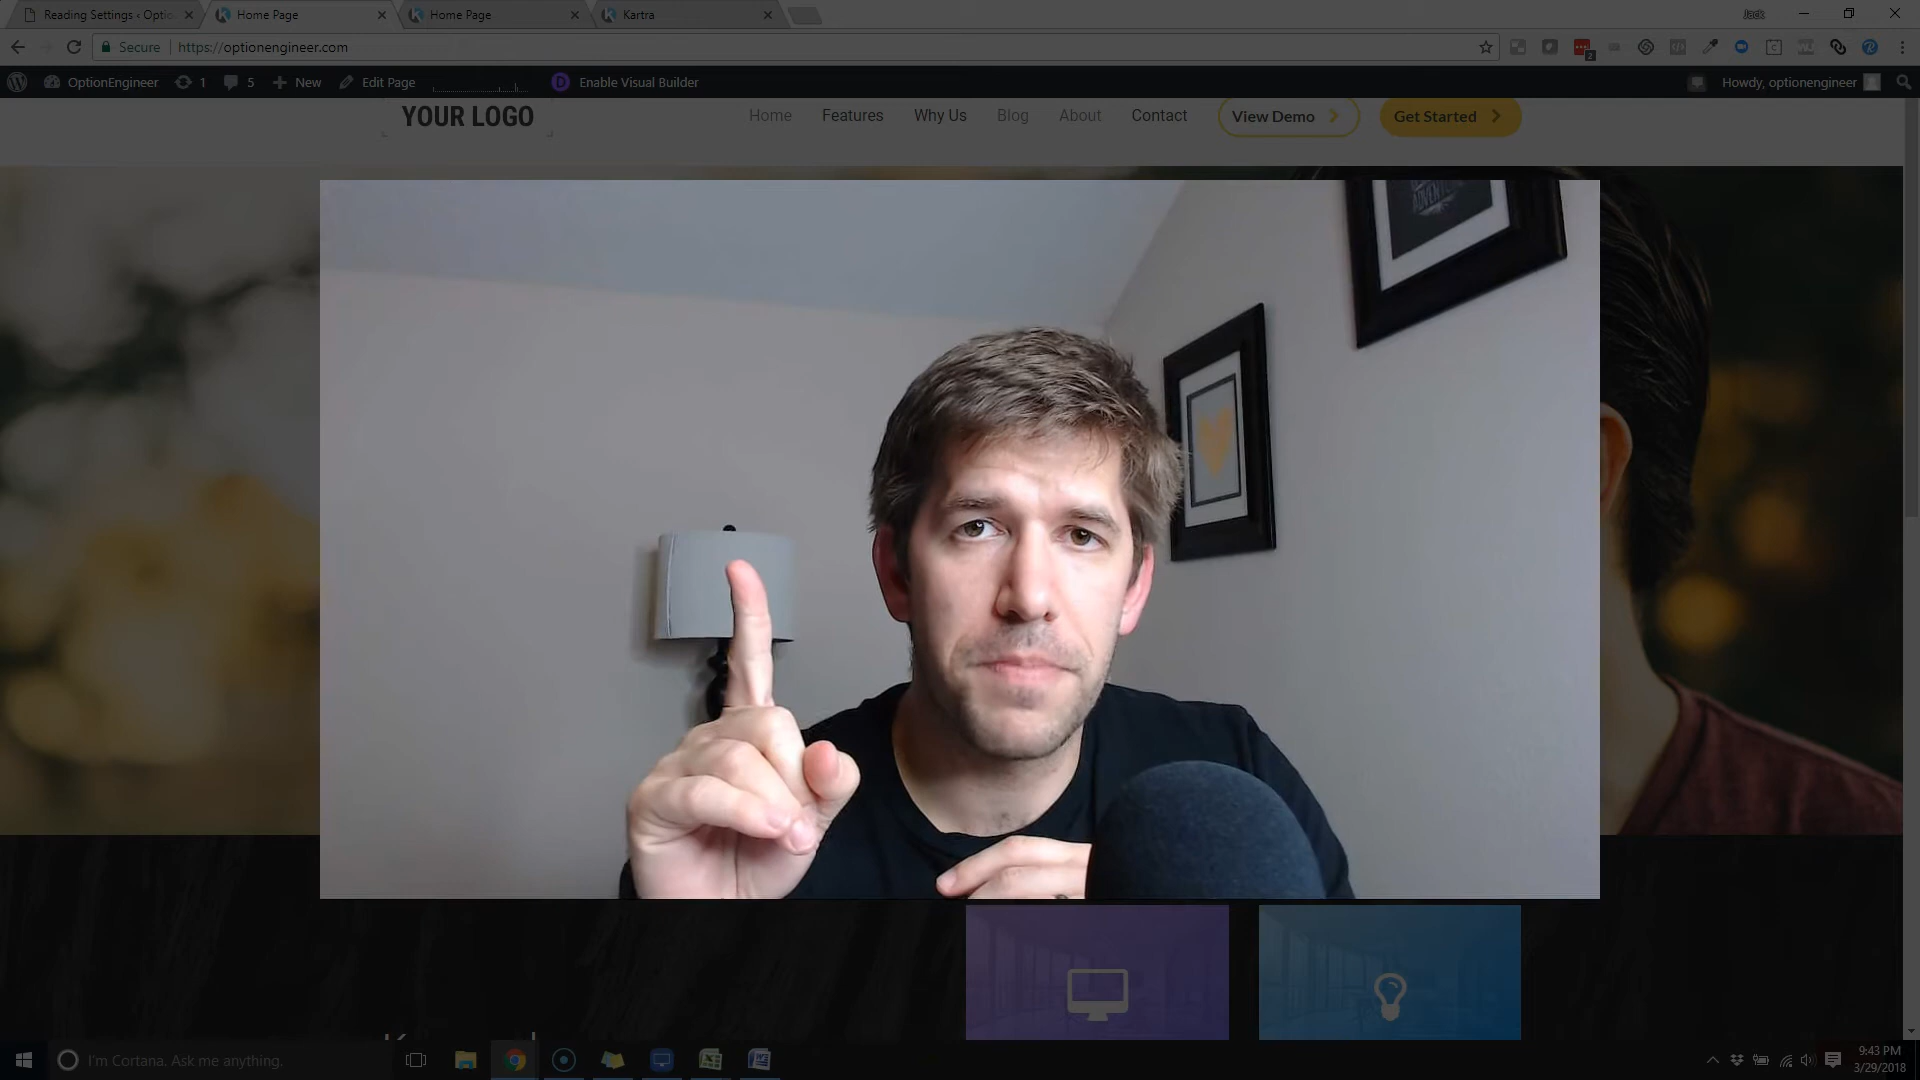 Reading Settings ‹ Optio
Home Page
Home Page
Kartra
Jack
Secure
https://optionengineer.com
2
OptionEngineer
1
5
New
Edit Page
Enable Visual Builder
Howdy, optionengineer
YOUR LOGO
Home
Features
Why Us
Blog
About
Contact
View Demo
Get Started
I'm Cortana. Ask me anything.
9:43 PM
3/29/2018